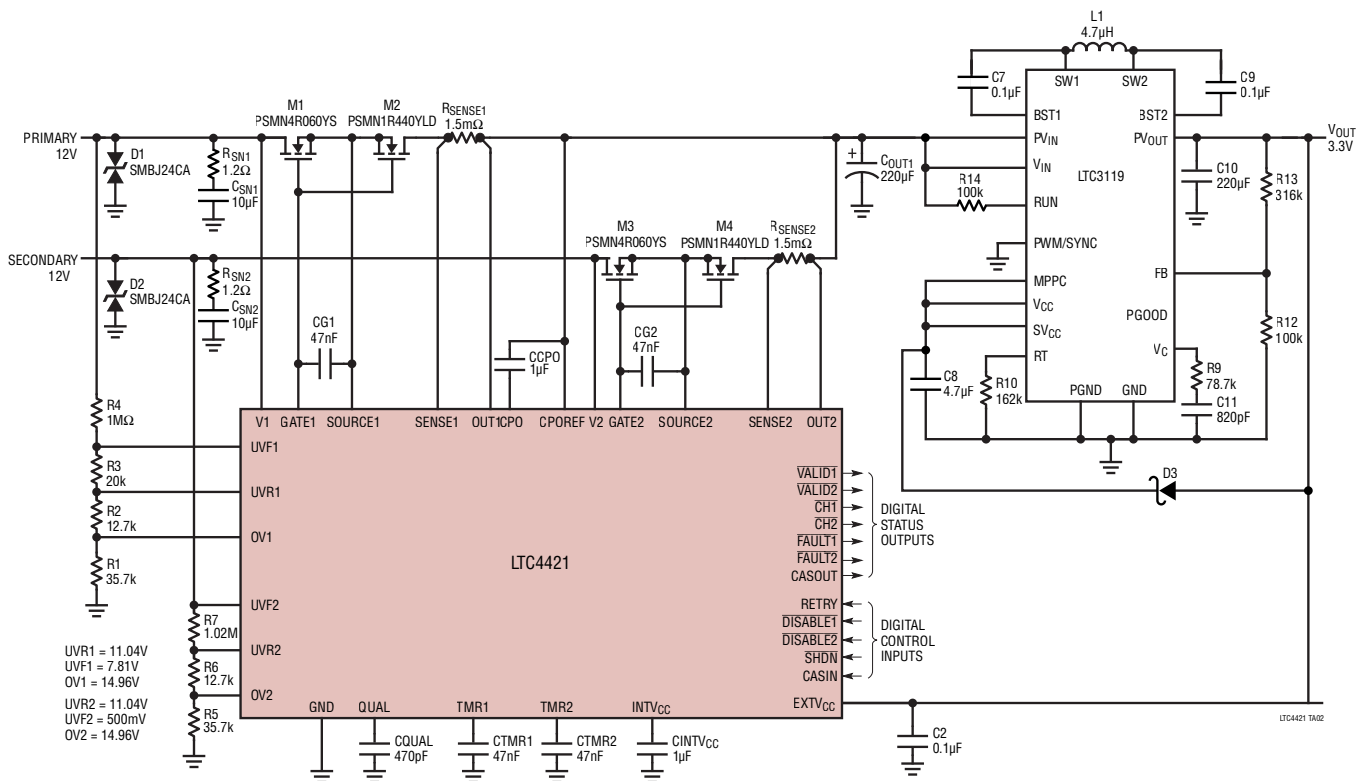 L1
4.7µH
C7
0.1µF
SW1
SW2
C9
0.1µF
BST1
BST2
M1
PSMN4R060YS
M2
PSMN1R440YLD
RSENSE1
1.5mΩ
PRIMARY
12V
D1
SMBJ24CA
RSN1
1.2Ω
CSN1
10µF
+
COUT1
220µF
PVIN
PVOUT
VOUT
3.3V
VIN
LTC3119
C10
220µF
R13
316k
R14
100k
RUN
M3
PSMN4R060YS
M4
PSMN1R440YLD
RSENSE2
1.5mΩ
PWM/SYNC
SECONDARY
12V
D2
SMBJ24CA
RSN2
1.2Ω
CSN2
10µF
MPPC
FB
VCC
PGOOD
SVCC
R12
100k
RT
VC
CG1
47nF
CCPO
1µF
CG2
47nF
C8
4.7µF
R10
162k
R9
78.7k
C11
820pF
PGND
GND
R4
1MΩ
V1
GATE1
SOURCE1
SENSE1
OUT1
CPO
CPOREF
V2
GATE2
SOURCE2
SENSE2
OUT2
UVF1
R3
20k
UVR1
R2
12.7k
OV1
R1
35.7k
LTC4421
VALID1
VALID2
CH1
CH2
FAULT1
FAULT2
CASOUT
DIGITAL
STATUS
OUTPUTS
D3
UVF2
R7
1.02M
UVR2
R6
12.7k
OV2
R5
35.7k
RETRY
DISABLE1
DISABLE2
SHDN
CASIN
DIGITAL
CONTROL
INPUTS
UVR1 = 11.04V
UVF1 = 7.81V
OV1 = 14.96V
UVR2 = 11.04V
UVF2 = 500mV
OV2 = 14.96V
GND
QUAL
TMR1
TMR2
INTVCC
EXTVCC
CQUAL
470pF
CTMR1
47nF
CTMR2
47nF
CINTVCC
1µF
C2
0.1µF
LTC4421 TA02